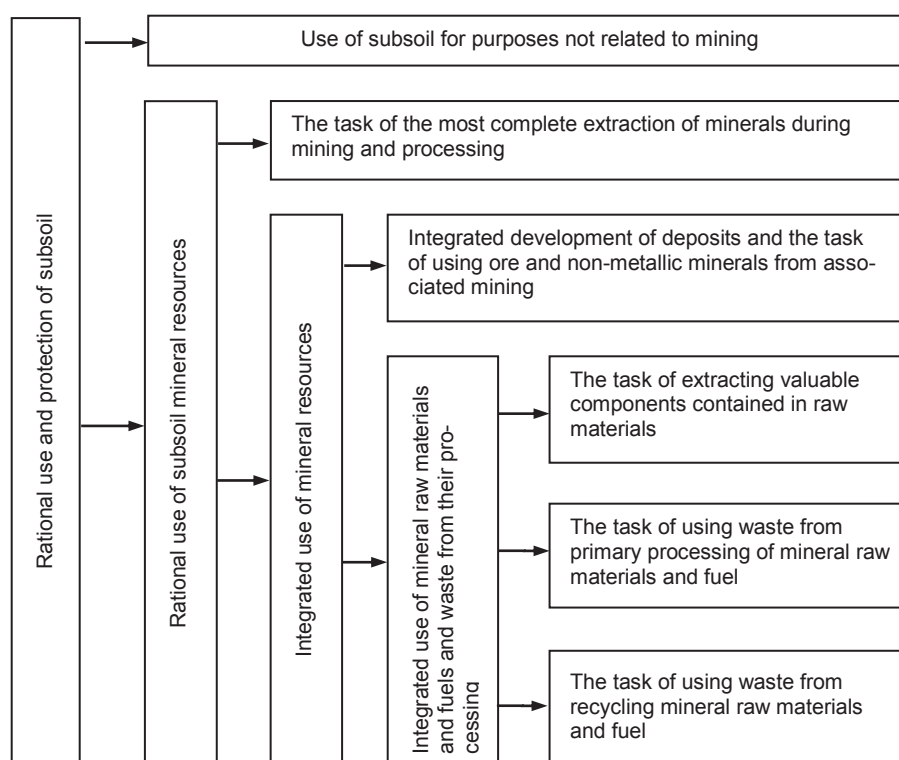 Rational use and protection of subsoil
Use of subsoil for purposes not related to mining
Rational use of subsoil mineral resources
The task of the most complete extraction of minerals during
mining and processing
Integrated use of mineral resources
Integrated development of deposits and the task
of using ore and non-metallic minerals from asso-
ciated mining
Integrated use of mineral raw materials
and fuels and waste from their pro-
cessing
The task of extracting valuable
components contained in raw
materials
The task of using waste from
primary processing of mineral raw
materials and fuel
The task of using waste from
recycling mineral raw materials
and fuel